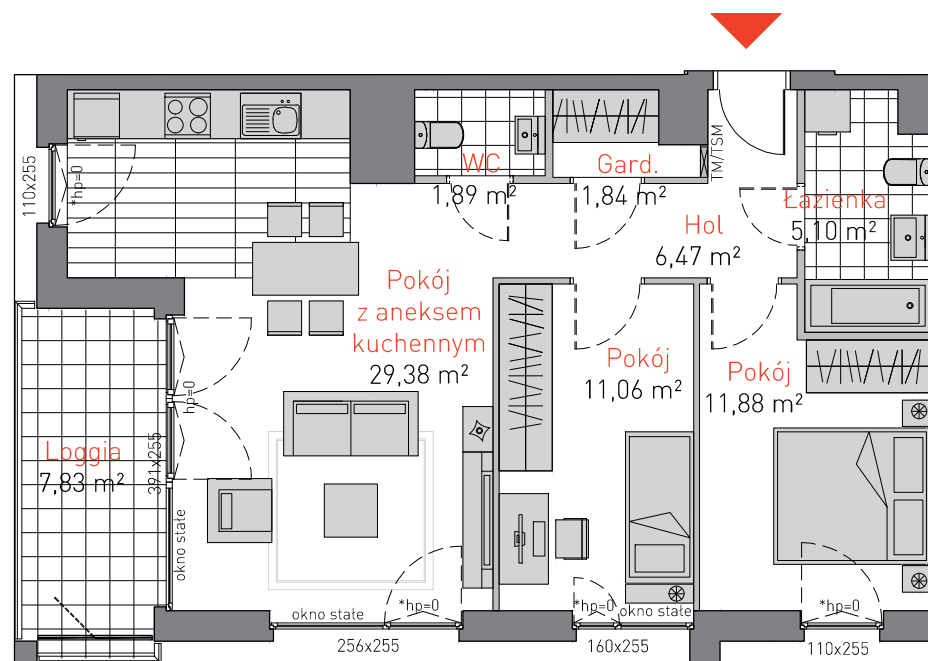 TM/TSM
110x255
*hp=0
WC
1,89 m²
Gard.
1,84 m²
Hol
6,47 m²
Łazienka
5,10 m²
Pokój
z aneksem
kuchennym
29,38 m²
Pokój
11,06 m²
Pokój
11,88 m²
hp=0
391x255
Loggia
7,83 m²
okno stałe
okno stałe
*hp=0
*hp=0
okno stałe
*hp=0
256x255
160x255
110x255